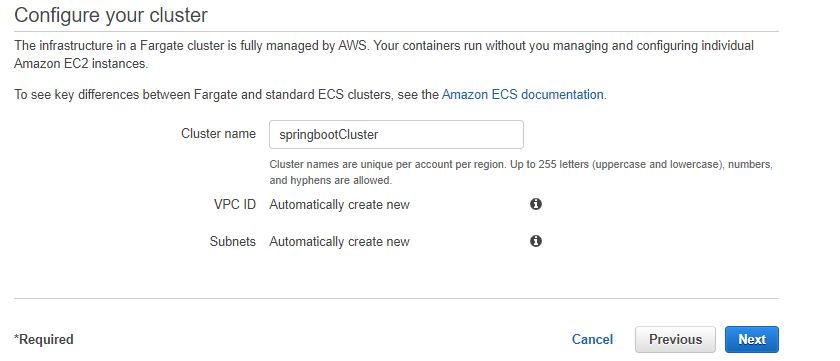 Configure your cluster
The infrastructure in a Fargate cluster is fully managed by AWS. Your containers run without you managing and configuring individual
Amazon EC2 instances.
To see key differences between Fargate and standard ECS clusters, see the Amazon ECS documentation.
Cluster name springbootCluster
Cluster names are unique per account per region. Up to 255 letters (uppercase and lowercase), numbers,
and hyphens are allowed.
VPC ID Automatically create new
Subnets Automatically create new
*Required Cancel Previous Next